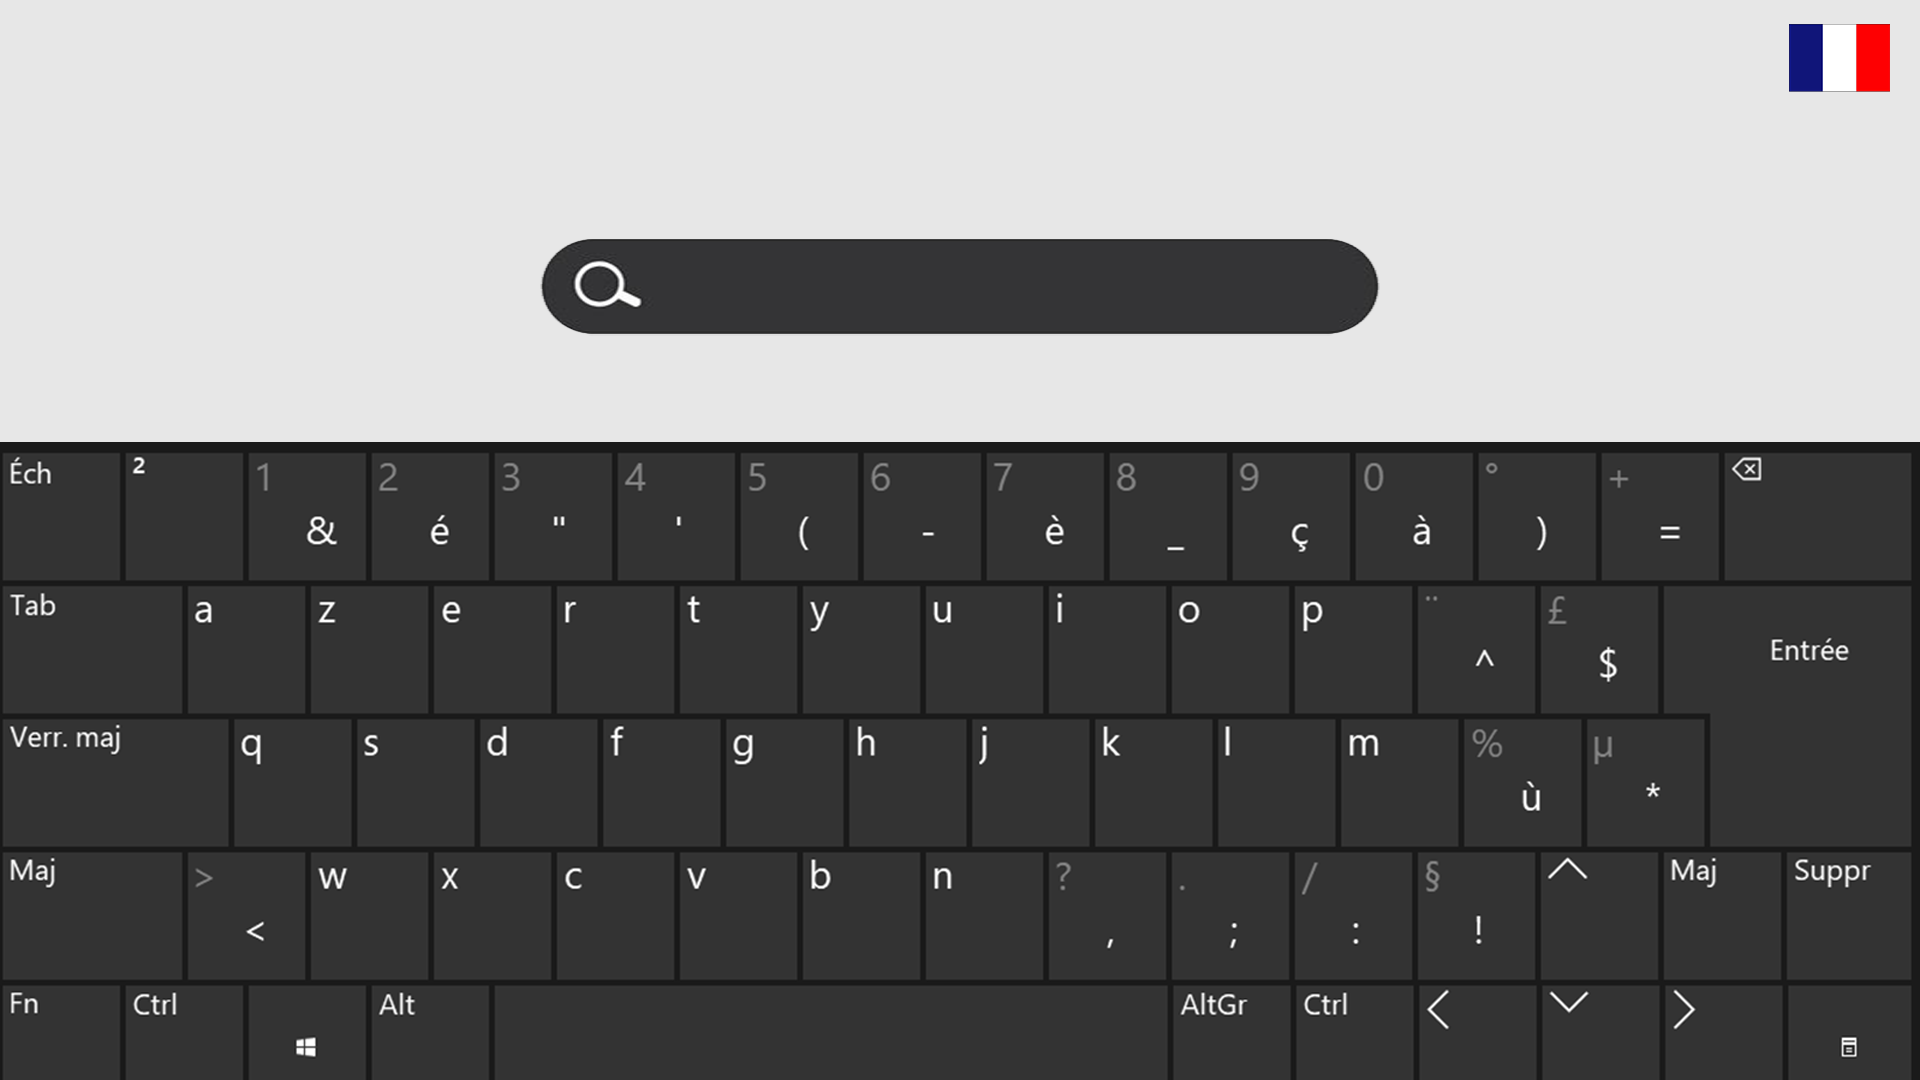 Éch ² 1 & 2 é 3 " 4 ' 5 ( 6 - 7 è 8 _ 9 ç 0 à ° ) + =
Tab a z e r t y u i o p ¨ ^ £ $ Entrée
Verr. maj q s d f g h j k l m % ù µ *
Maj > < w x c v b n ? , . ; / : § ! Maj Suppr
Fn Ctrl Alt AltGr Ctrl